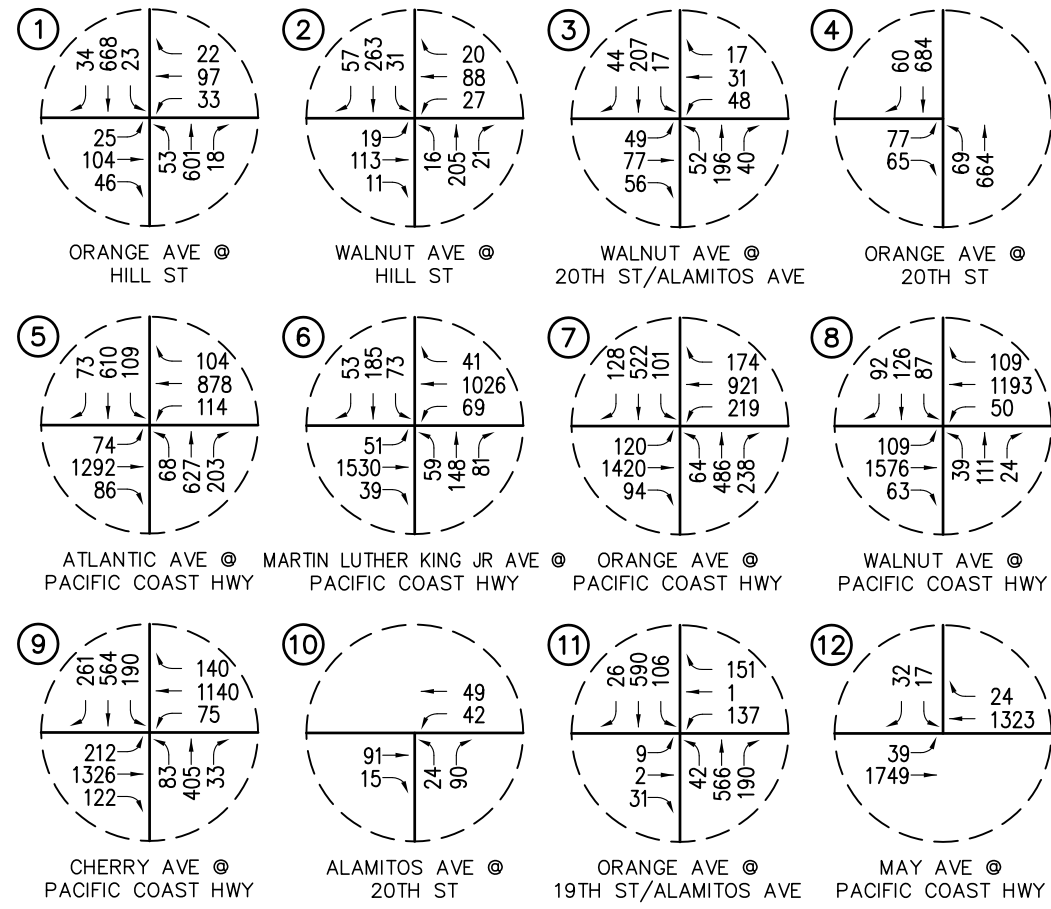 1
34 668 23
22
97
33
25
104
46
53 601 18
ORANGE AVE @
HILL ST
2
57 263 31
20
88
27
19
113
11
16 205 21
WALNUT AVE @
HILL ST
3
44 207 17
17
31
48
49
77
56
52 196 40
WALNUT AVE @
20TH ST/ALAMITOS AVE
4
60 684
77
65
69 664
ORANGE AVE @
20TH ST
5
73 610 109
104
878
114
74
1292
86
68 627 203
ATLANTIC AVE @
PACIFIC COAST HWY
6
53 185 73
41
1026
69
51
1530
39
59 148 81
MARTIN LUTHER KING JR AVE @
PACIFIC COAST HWY
7
128 522 101
174
921
219
120
1420
94
64 486 238
ORANGE AVE @
PACIFIC COAST HWY
8
92 126 87
109
1193
50
109
1576
63
39 111 24
WALNUT AVE @
PACIFIC COAST HWY
9
261 564 190
140
1140
75
212
1326
122
83 405 33
CHERRY AVE @
PACIFIC COAST HWY
10
49
42
91
15
24 90
ALAMITOS AVE @
20TH ST
11
26 590 106
151
1
137
9
2
31
42 566 190
ORANGE AVE @
19TH ST/ALAMITOS AVE
12
32 17
24
1323
39
1749
MAY AVE @
PACIFIC COAST HWY